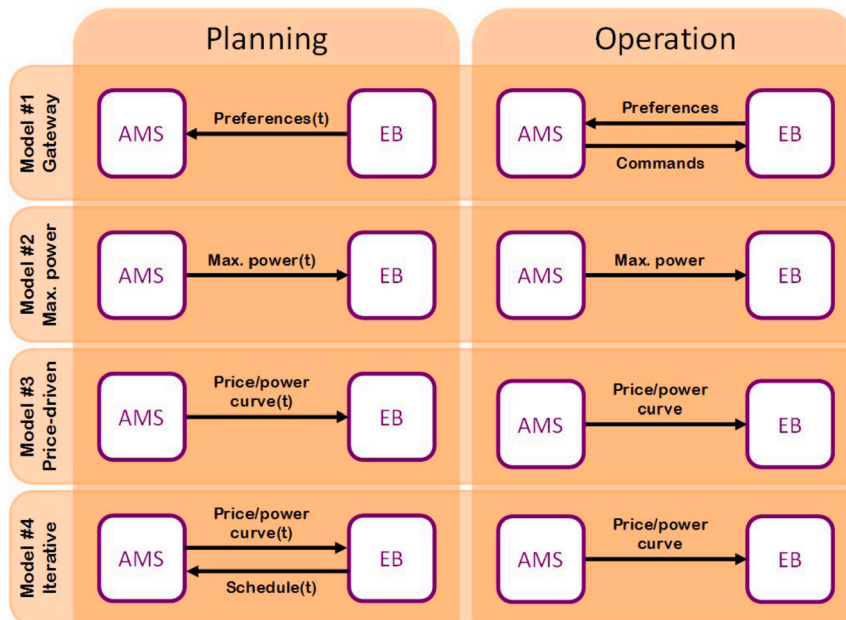 Planning
Operation
Model #1
Gateway
AMS
Preferences(t)
EB
AMS
Preferences
Commands
EB
Model #2
Max. power
AMS
Max. power(t)
EB
AMS
Max. power
EB
Model #3
Price-driven
AMS
Price/power
curve(t)
EB
AMS
Price/power
curve
EB
Model #4
Iterative
AMS
Price/power
curve(t)
Schedule(t)
EB
AMS
Price/power
curve
EB